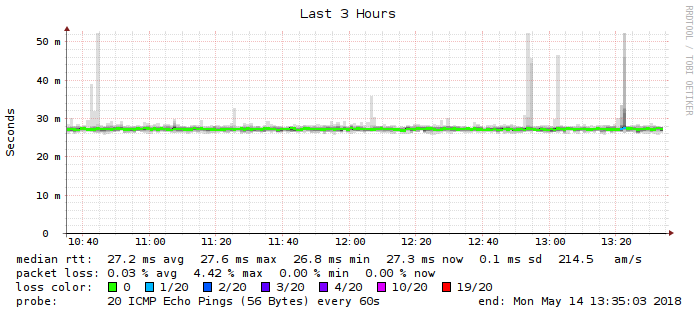 Last 3 Hours
RRDTOOL / TOBI OETIKER
Seconds
50 m
40 m
30 m
20 m
10 m
0
10:40 11:00 11:20 11:40 12:00 12:20 12:40 13:00 13:20
median rtt: 27.2 ms avg 27.6 ms max 26.8 ms min 27.3 ms now 0.1 ms sd 214.5 am/s
packet loss: 0.03 % avg 4.42 % max 0.00 % min 0.00 % now
loss color: 0 1/20 2/20 3/20 4/20 10/20 19/20
probe: 20 ICMP Echo Pings (56 Bytes) every 60s end: Mon May 14 13:35:03 2018